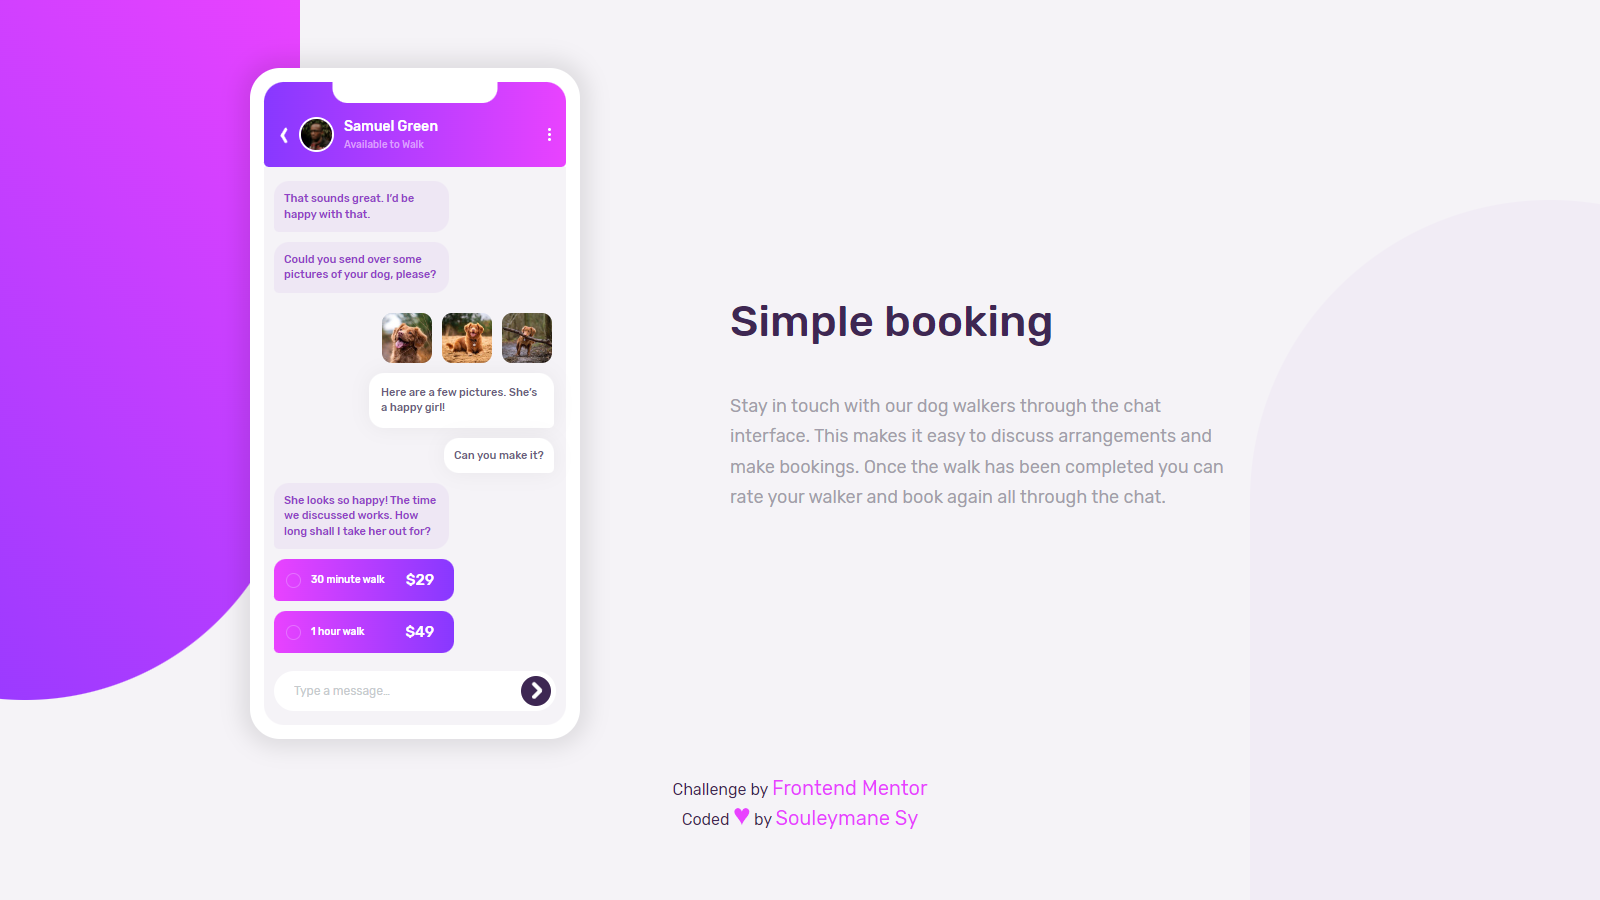 Samuel Green
Available to Walk
That sounds great. I’d be
happy with that.
Could you send over some
pictures of your dog, please?
Here are a few pictures. She’s
a happy girl!
Can you make it?
She looks so happy! The time
we discussed works. How
long shall I take her out for?
30 minute walk $29
1 hour walk $49
Type a message…
Simple booking
Stay in touch with our dog walkers through the chat
interface. This makes it easy to discuss arrangements and
make bookings. Once the walk has been completed you can
rate your walker and book again all through the chat.
Challenge by Frontend Mentor
Coded ♥ by Souleymane Sy